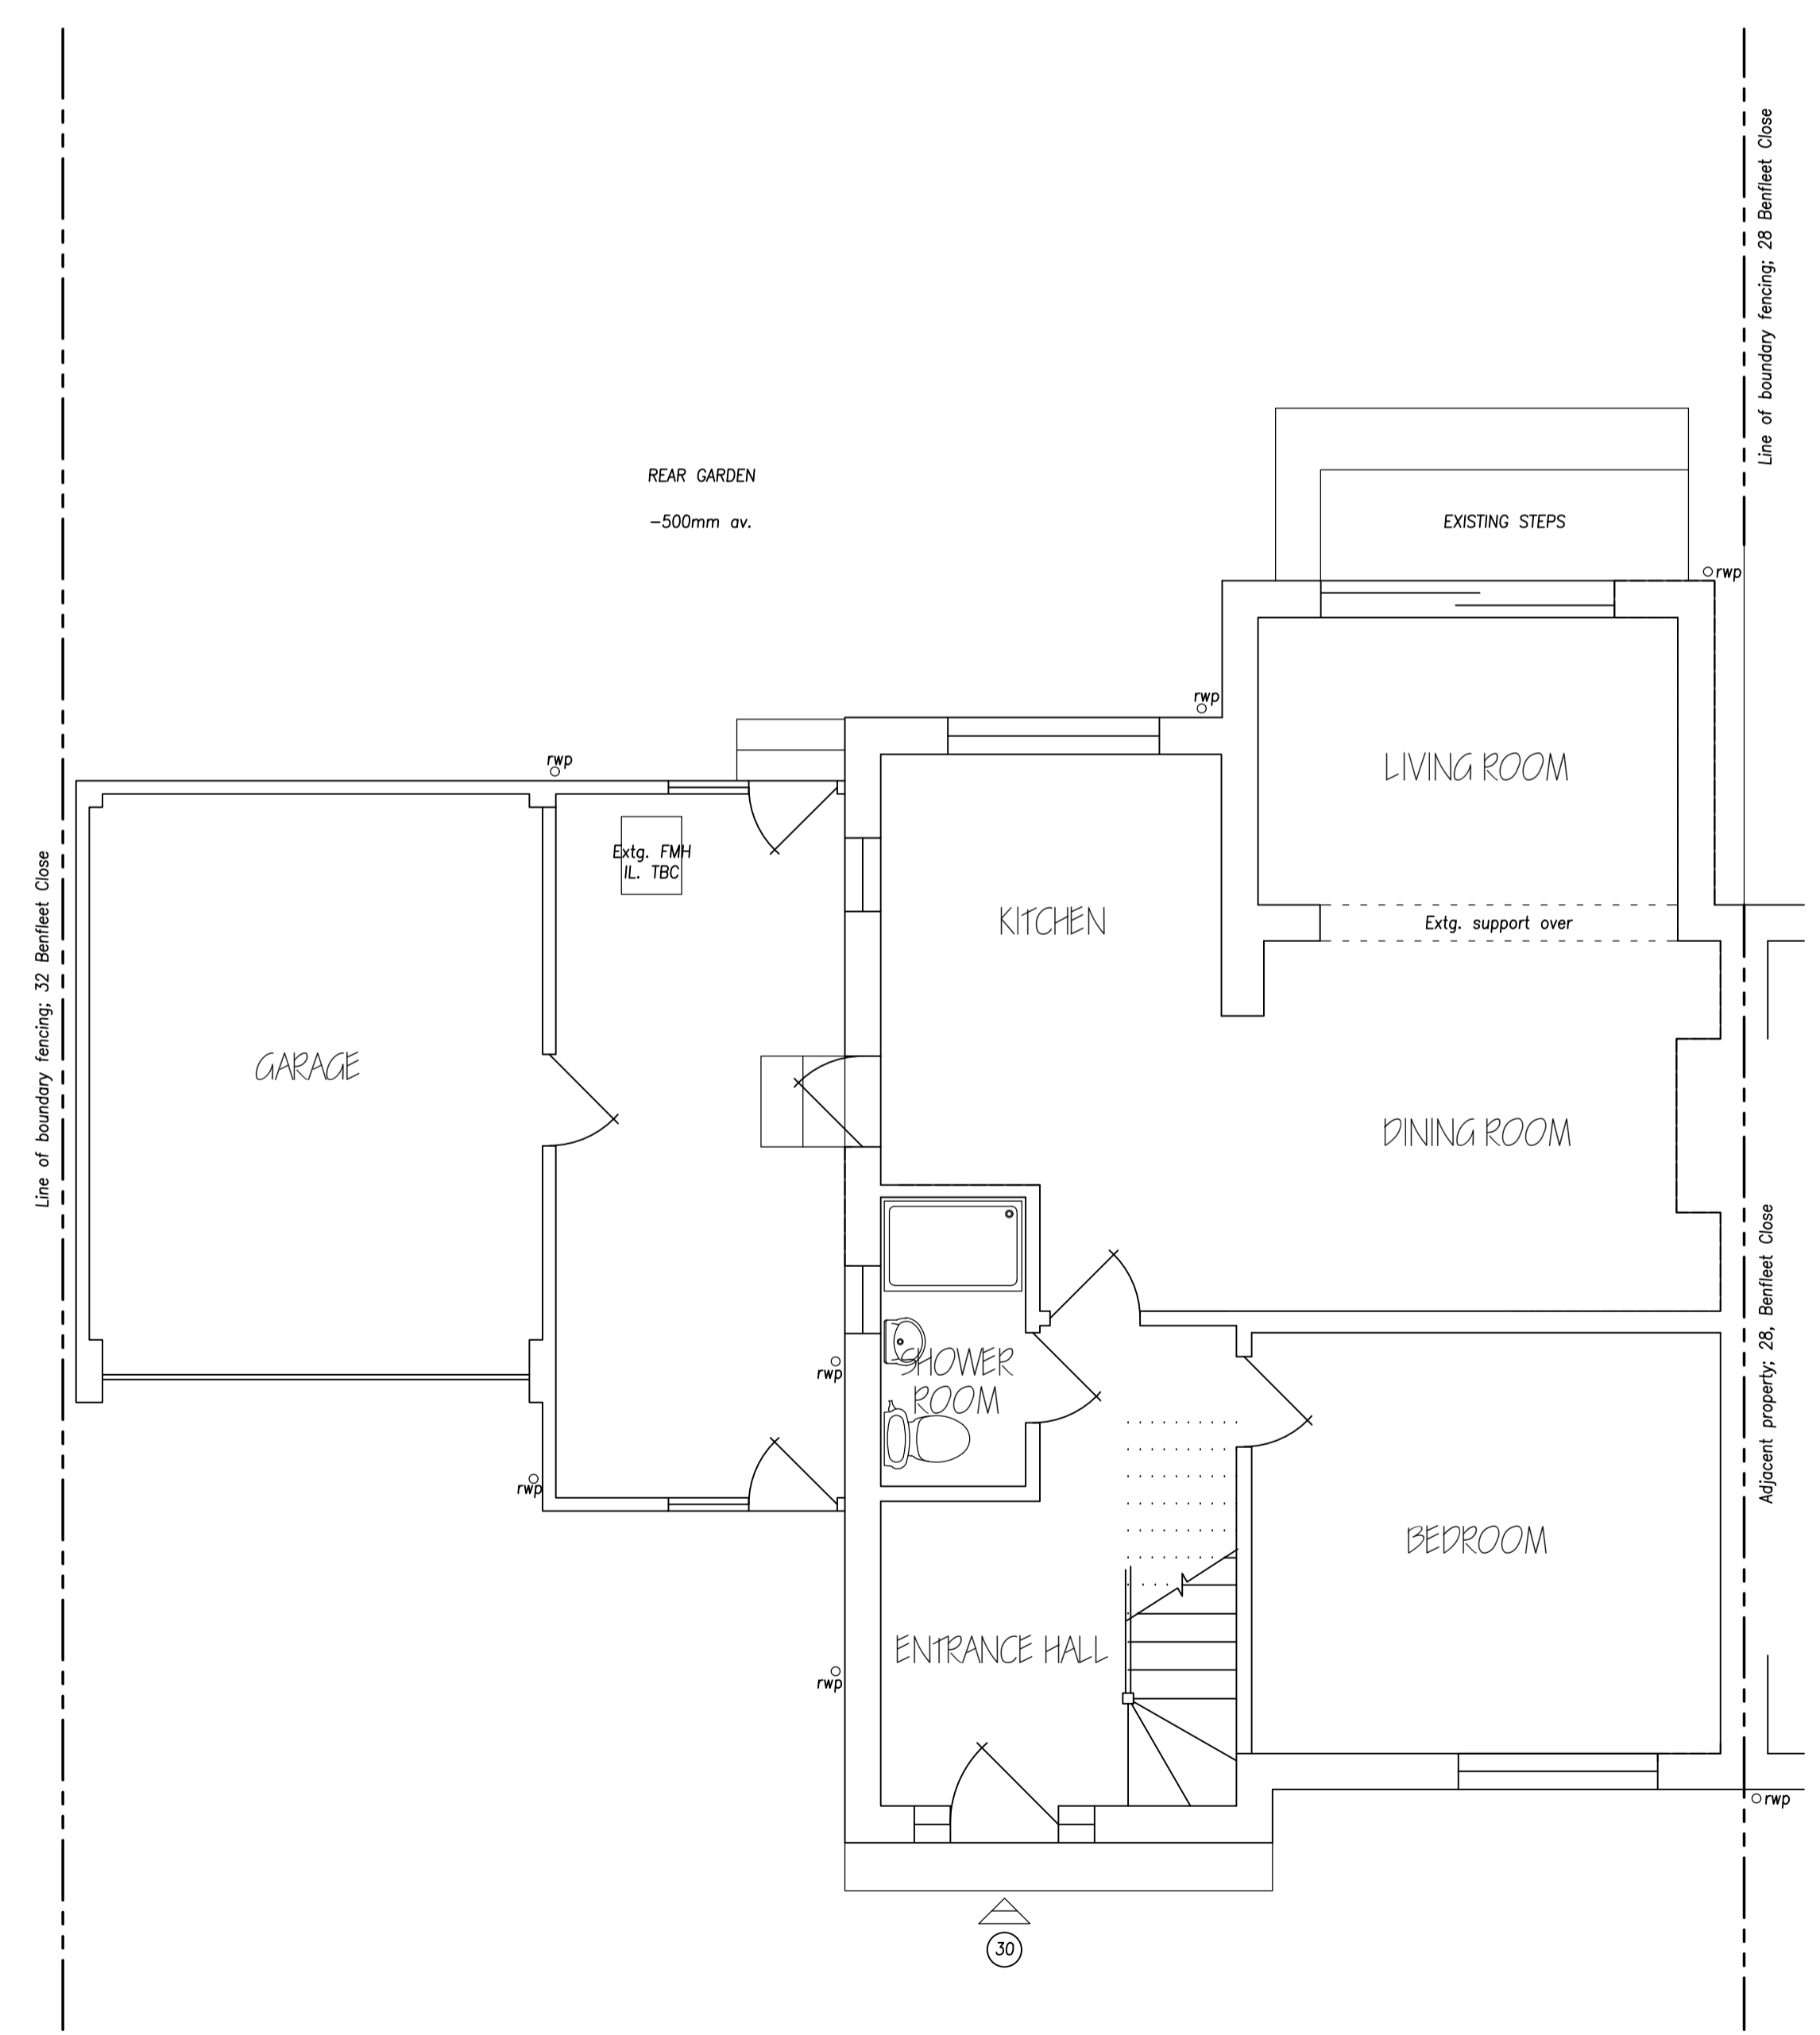 Line of boundary fencing; 28 Benfleet Close
REAR GARDEN
-500mm av.
EXISTING STEPS
rwp
rwp
LIVING ROOM
rwp
Extg. FMH
IL. TBC
KITCHEN
Extg. support over
Line of boundary fencing; 32 Benfleet Close
GARAGE
DINING ROOM
rwp
SHOWER
ROOM
Adjacent property; 28, Benfleet Close
rwp
BEDROOM
ENTRANCE HALL
rwp
rwp
30